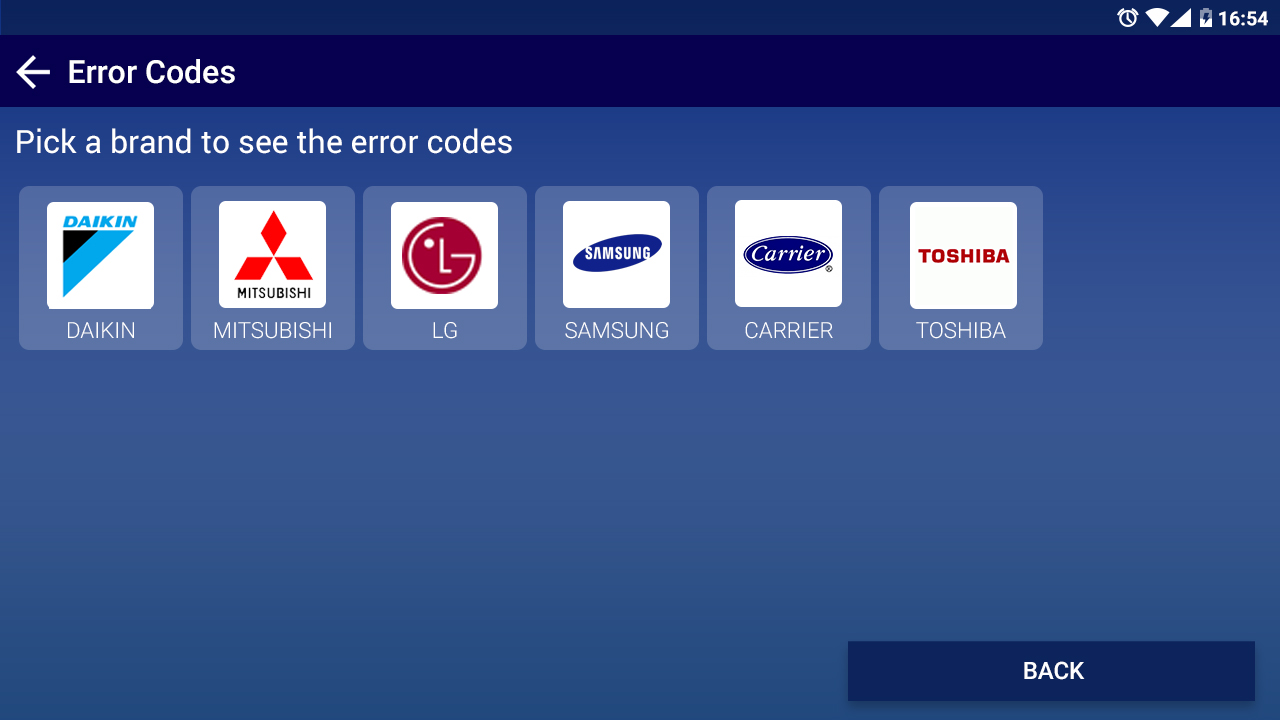 16:54
Error Codes
Pick a brand to see the error codes
DAIKIN
MITSUBISHI
LG
SAMSUNG
Carrier®
TOSHIBA
DAIKIN
MITSUBISHI
LG
SAMSUNG
CARRIER
TOSHIBA
BACK